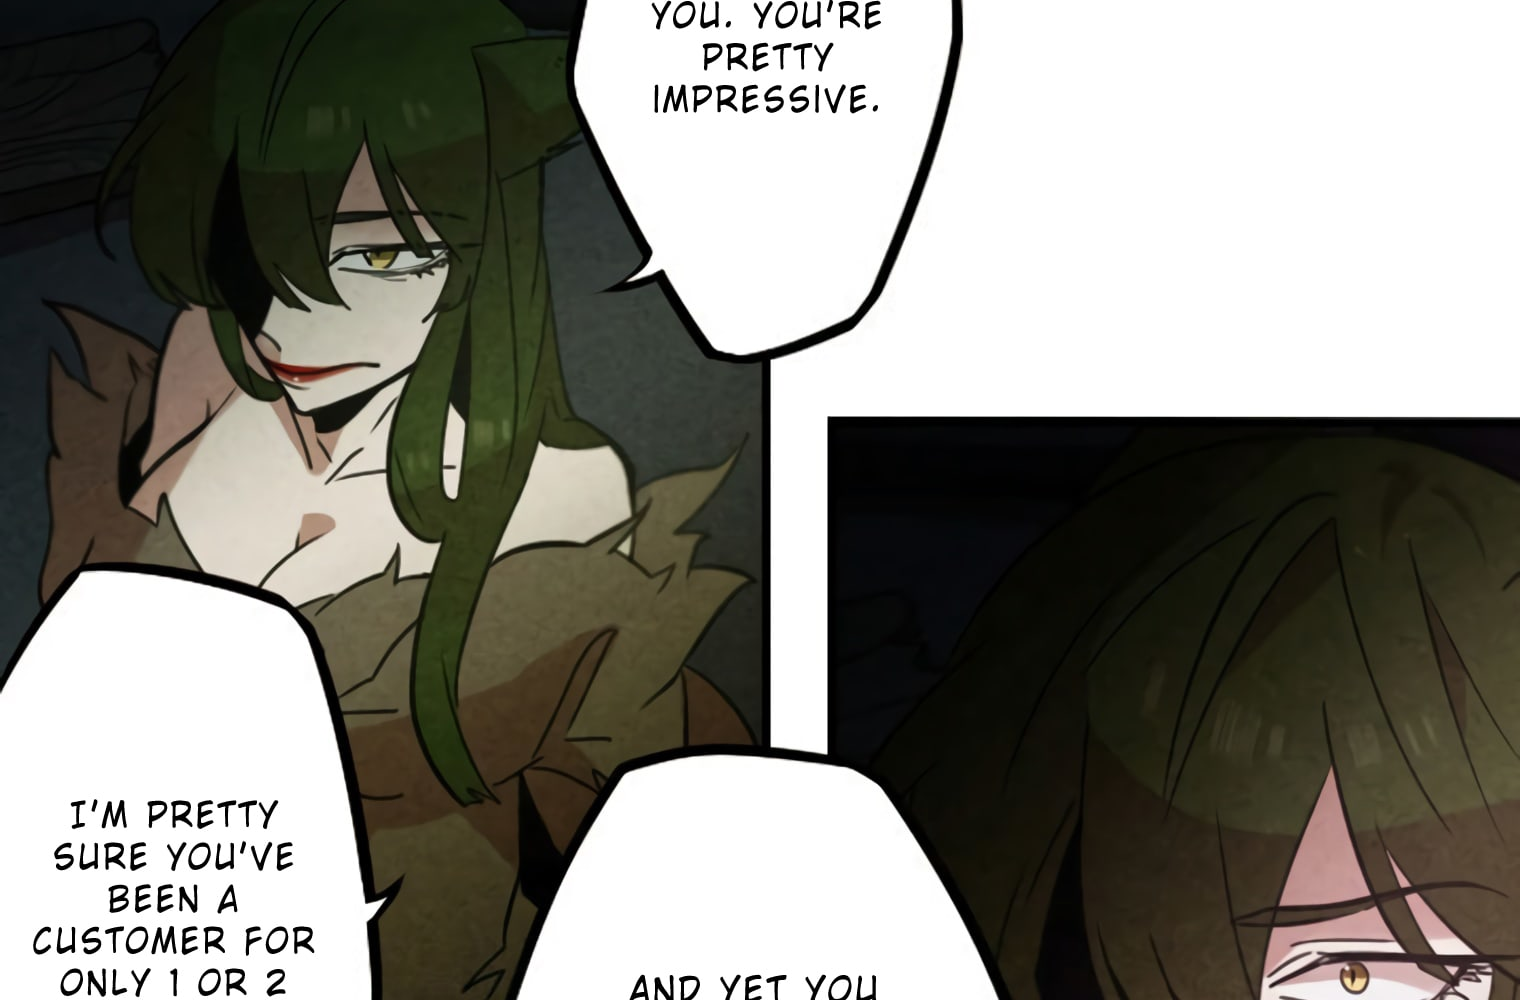 YOU. YOU'RE
PRETTY
IMPRESSIVE.
I'M PRETTY
SURE YOU'VE
BEEN A
CUSTOMER FOR
ONLY 1 OR 2
AND YET YOU